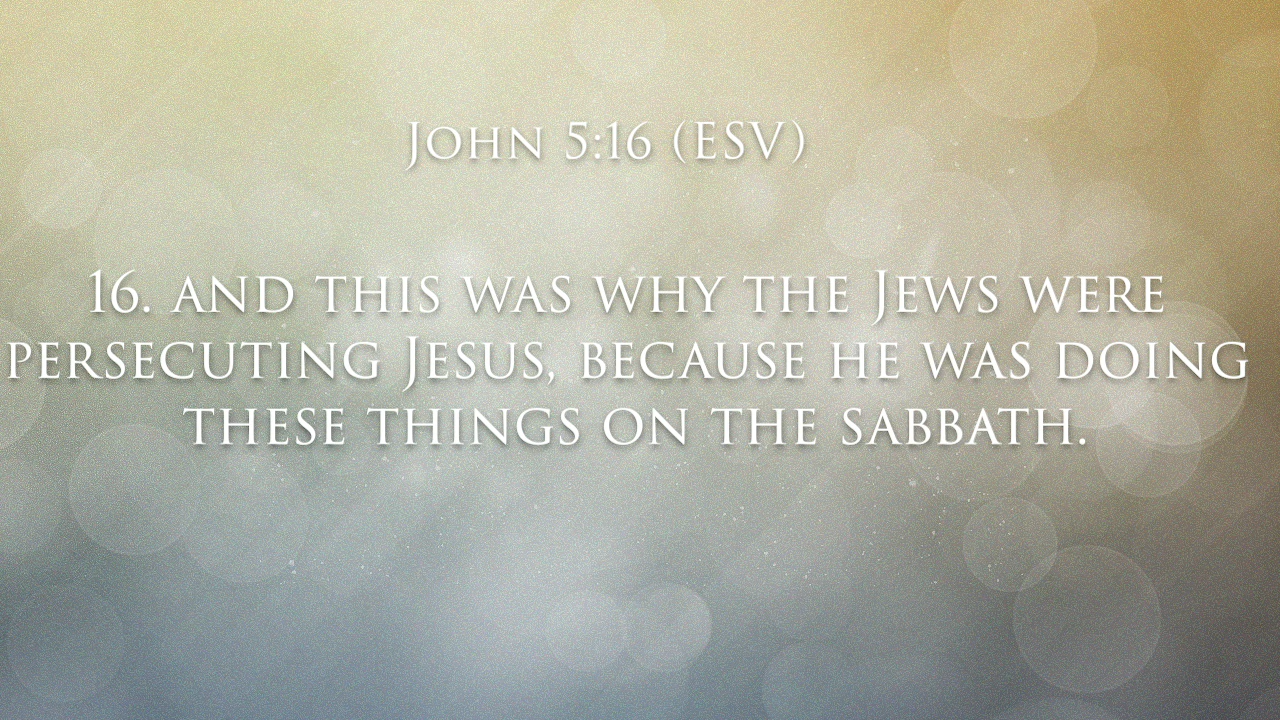 John 5:16 (ESV)
16. and this was why the Jews were
persecuting Jesus, because he was doing
these things on the sabbath.